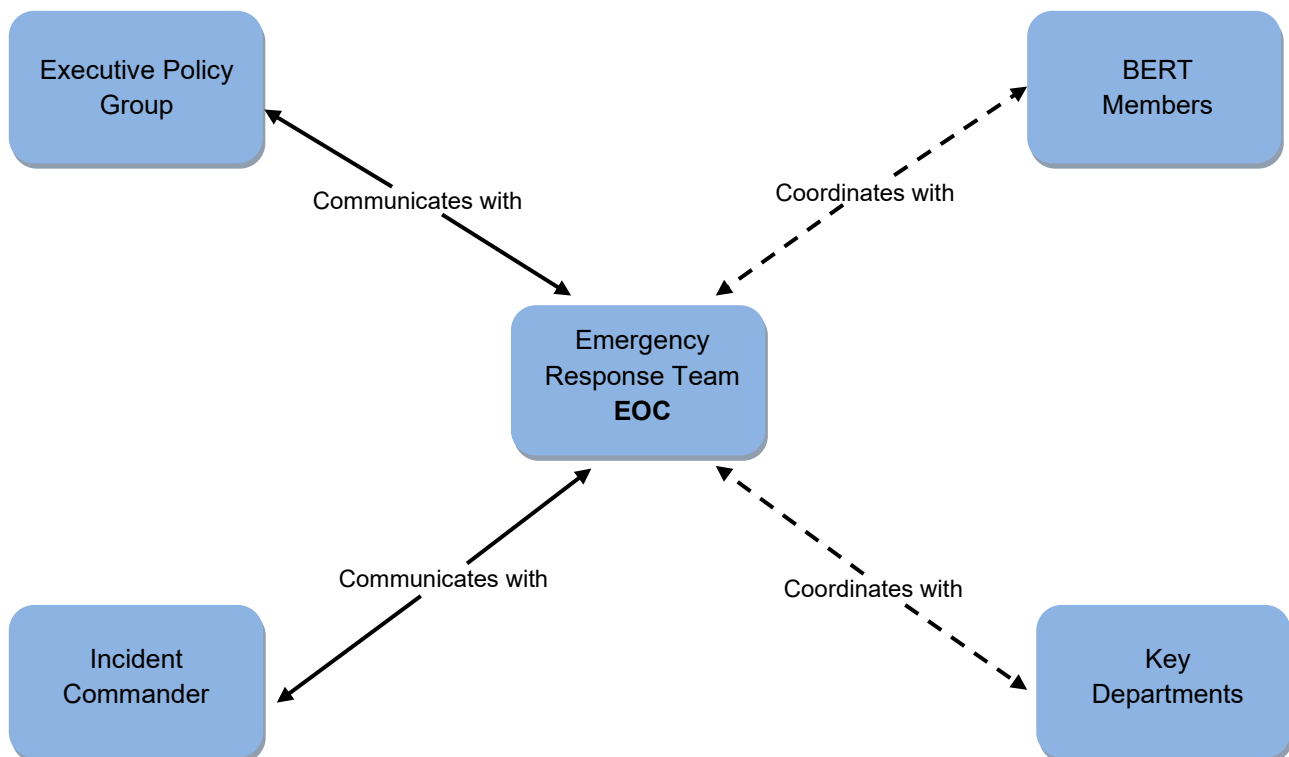 Executive Policy
Group
BERT
Members
Communicates with
Coordinates with
Emergency
Response Team
EOC
Communicates with
Coordinates with
Incident
Commander
Key
Departments